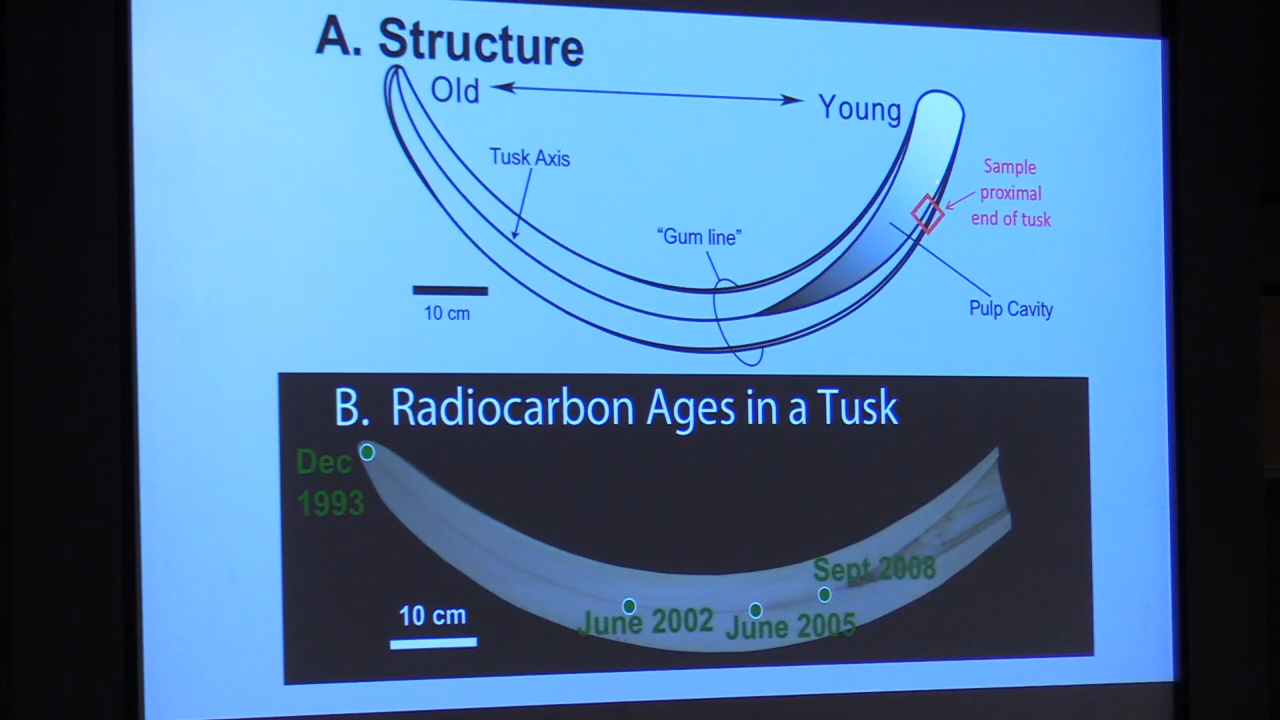 A. Structure
Old
Young
Tusk Axis
Sample
proximal
end of tusk
"Gum line"
10 cm
Pulp Cavity
B. Radiocarbon Ages in a Tusk
Dec
1993
Sept 2008
10 cm
June 2002
June 2005